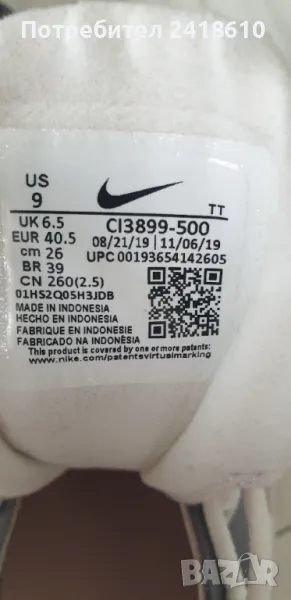 Потребител 2418610
US
9
TT
UK 6.5
EUR 40.5
cm 26
BR 39
CN 260(2.5)
CI3899-500
08/21/19 | 11/06/19
UPC 00193654142605
01HS2Q05H3JDB
MADE IN INDONESIA
HECHO EN INDONESIA
FABRIQUE EN INDONESIE
FABRICADO NA INDONÉSIA
This product is covered by one or more patents:
www.nike.com/patentsvirtualmarking
BAZAR